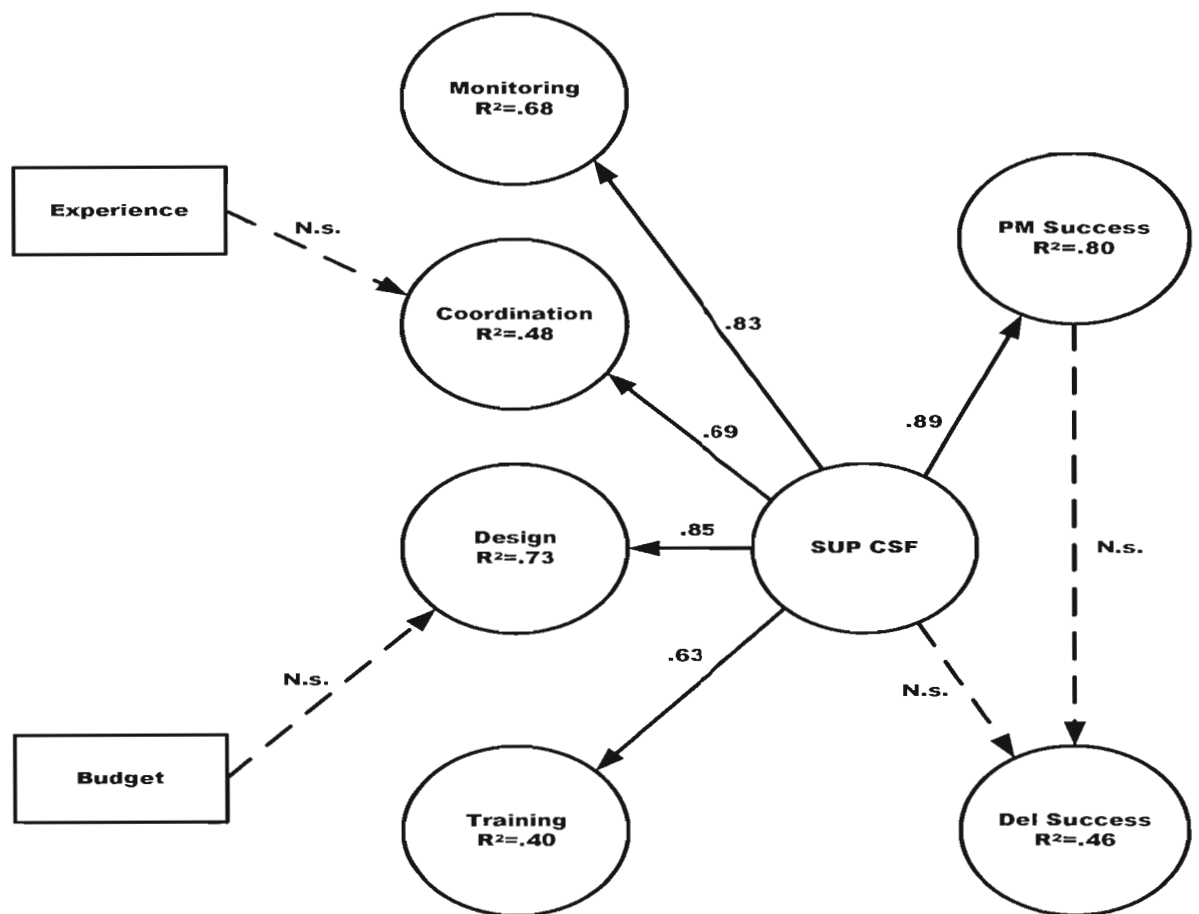 Monitoring
R²=.68
Experience
N.s.
PM Success
R²=.80
Coordination
R²=.48
.83
.69
.89
Design
R²=.73
.85
SUP CSF
N.s.
.63
N.s.
N.s.
Budget
Training
R²=.40
Del Success
R²=.46